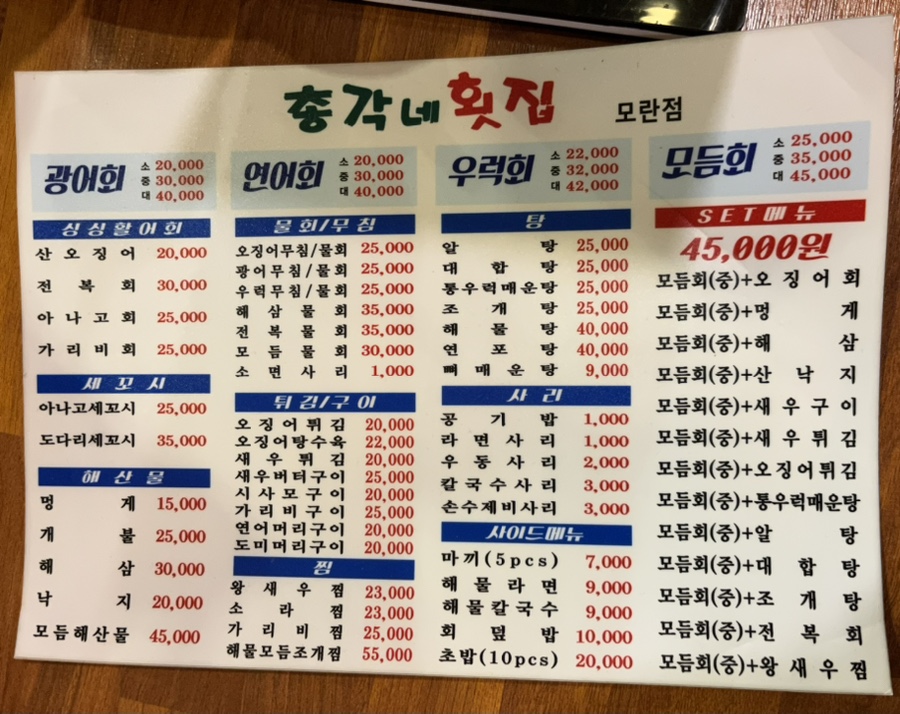 총각네 횟집 모란점
광어회
소 20,000
중 30,000
대 40,000
싱싱활어회
산오징어 20,000
전복회 30,000
아나고회 25,000
가리비회 25,000
세꼬시
아나고세꼬시 25,000
도다리세꼬시 35,000
해산물
멍게 15,000
개불 25,000
해삼 30,000
낙지 20,000
모듬해산물 45,000
연어회
소 20,000
중 30,000
대 40,000
물회/무침
오징어무침/물회 25,000
광어무침/물회 25,000
우럭무침/물회 25,000
해삼물회 35,000
전복물회 35,000
모듬물회 30,000
소면사리 1,000
튀김/구이
오징어튀김 20,000
오징어탕수육 22,000
새우튀김 20,000
새우버터구이 25,000
시사모구이 20,000
가리비구이 25,000
연어머리구이 20,000
도미머리구이 20,000
찜
왕새우찜 23,000
소라찜 23,000
가리비찜 25,000
해물모듬조개찜 55,000
우럭회
소 22,000
중 32,000
대 42,000
탕
알탕 25,000
대합탕 25,000
통우럭매운탕 25,000
조개탕 25,000
해물탕 40,000
연포탕 40,000
뼈매운탕 9,000
사리
공기밥 1,000
라면사리 1,000
우동사리 2,000
칼국수사리 3,000
손수제비사리 3,000
사이드메뉴
마끼(5pcs) 7,000
해물라면 9,000
해물칼국수 9,000
회덮밥 10,000
초밥(10pcs) 20,000
모듬회
소 25,000
중 35,000
대 45,000
SET메뉴
45,000원
모듬회(중)+오징어회
모듬회(중)+멍게
모듬회(중)+해삼
모듬회(중)+산낙지
모듬회(중)+새우구이
모듬회(중)+새우튀김
모듬회(중)+오징어튀김
모듬회(중)+통우럭매운탕
모듬회(중)+알탕
모듬회(중)+대합탕
모듬회(중)+조개탕
모듬회(중)+전복회
모듬회(중)+왕새우찜